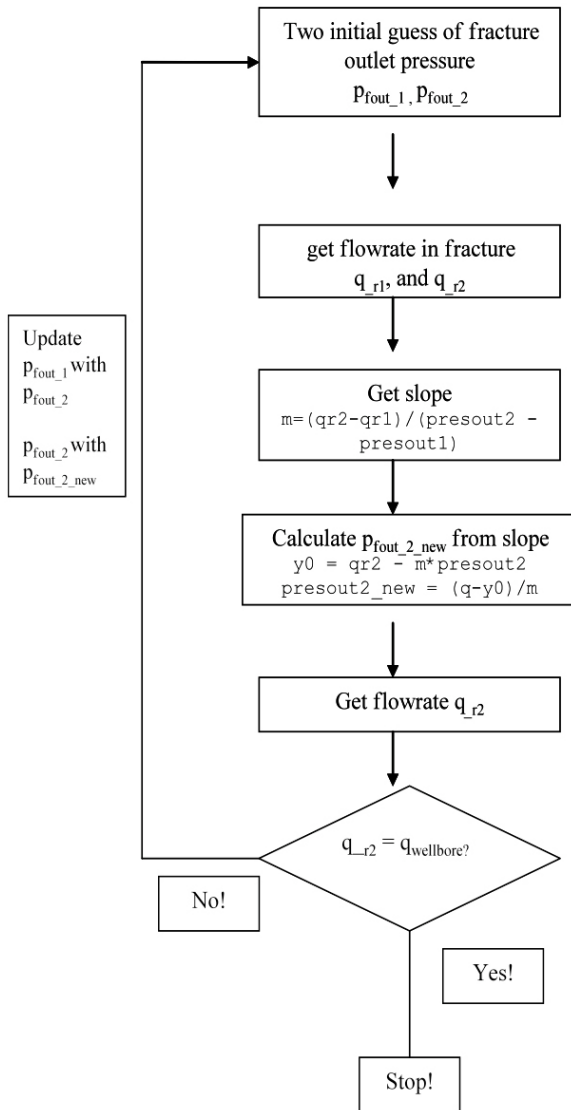 Two initial guess of fracture
outlet pressure
pfout_1 , pfout_2
get flowrate in fracture
q_r1, and q_r2
Update
pfout_1 with
pfout_2
pfout_2 with
pfout_2_new
Get slope
m=(qr2-qr1)/(presout2 -
presout1)
Calculate pfout_2_new from slope
y0 = qr2 - m*presout2
presout2_new = (q-y0)/m
Get flowrate q_r2
q_r2 = qwellbore?
No!
Yes!
Stop!